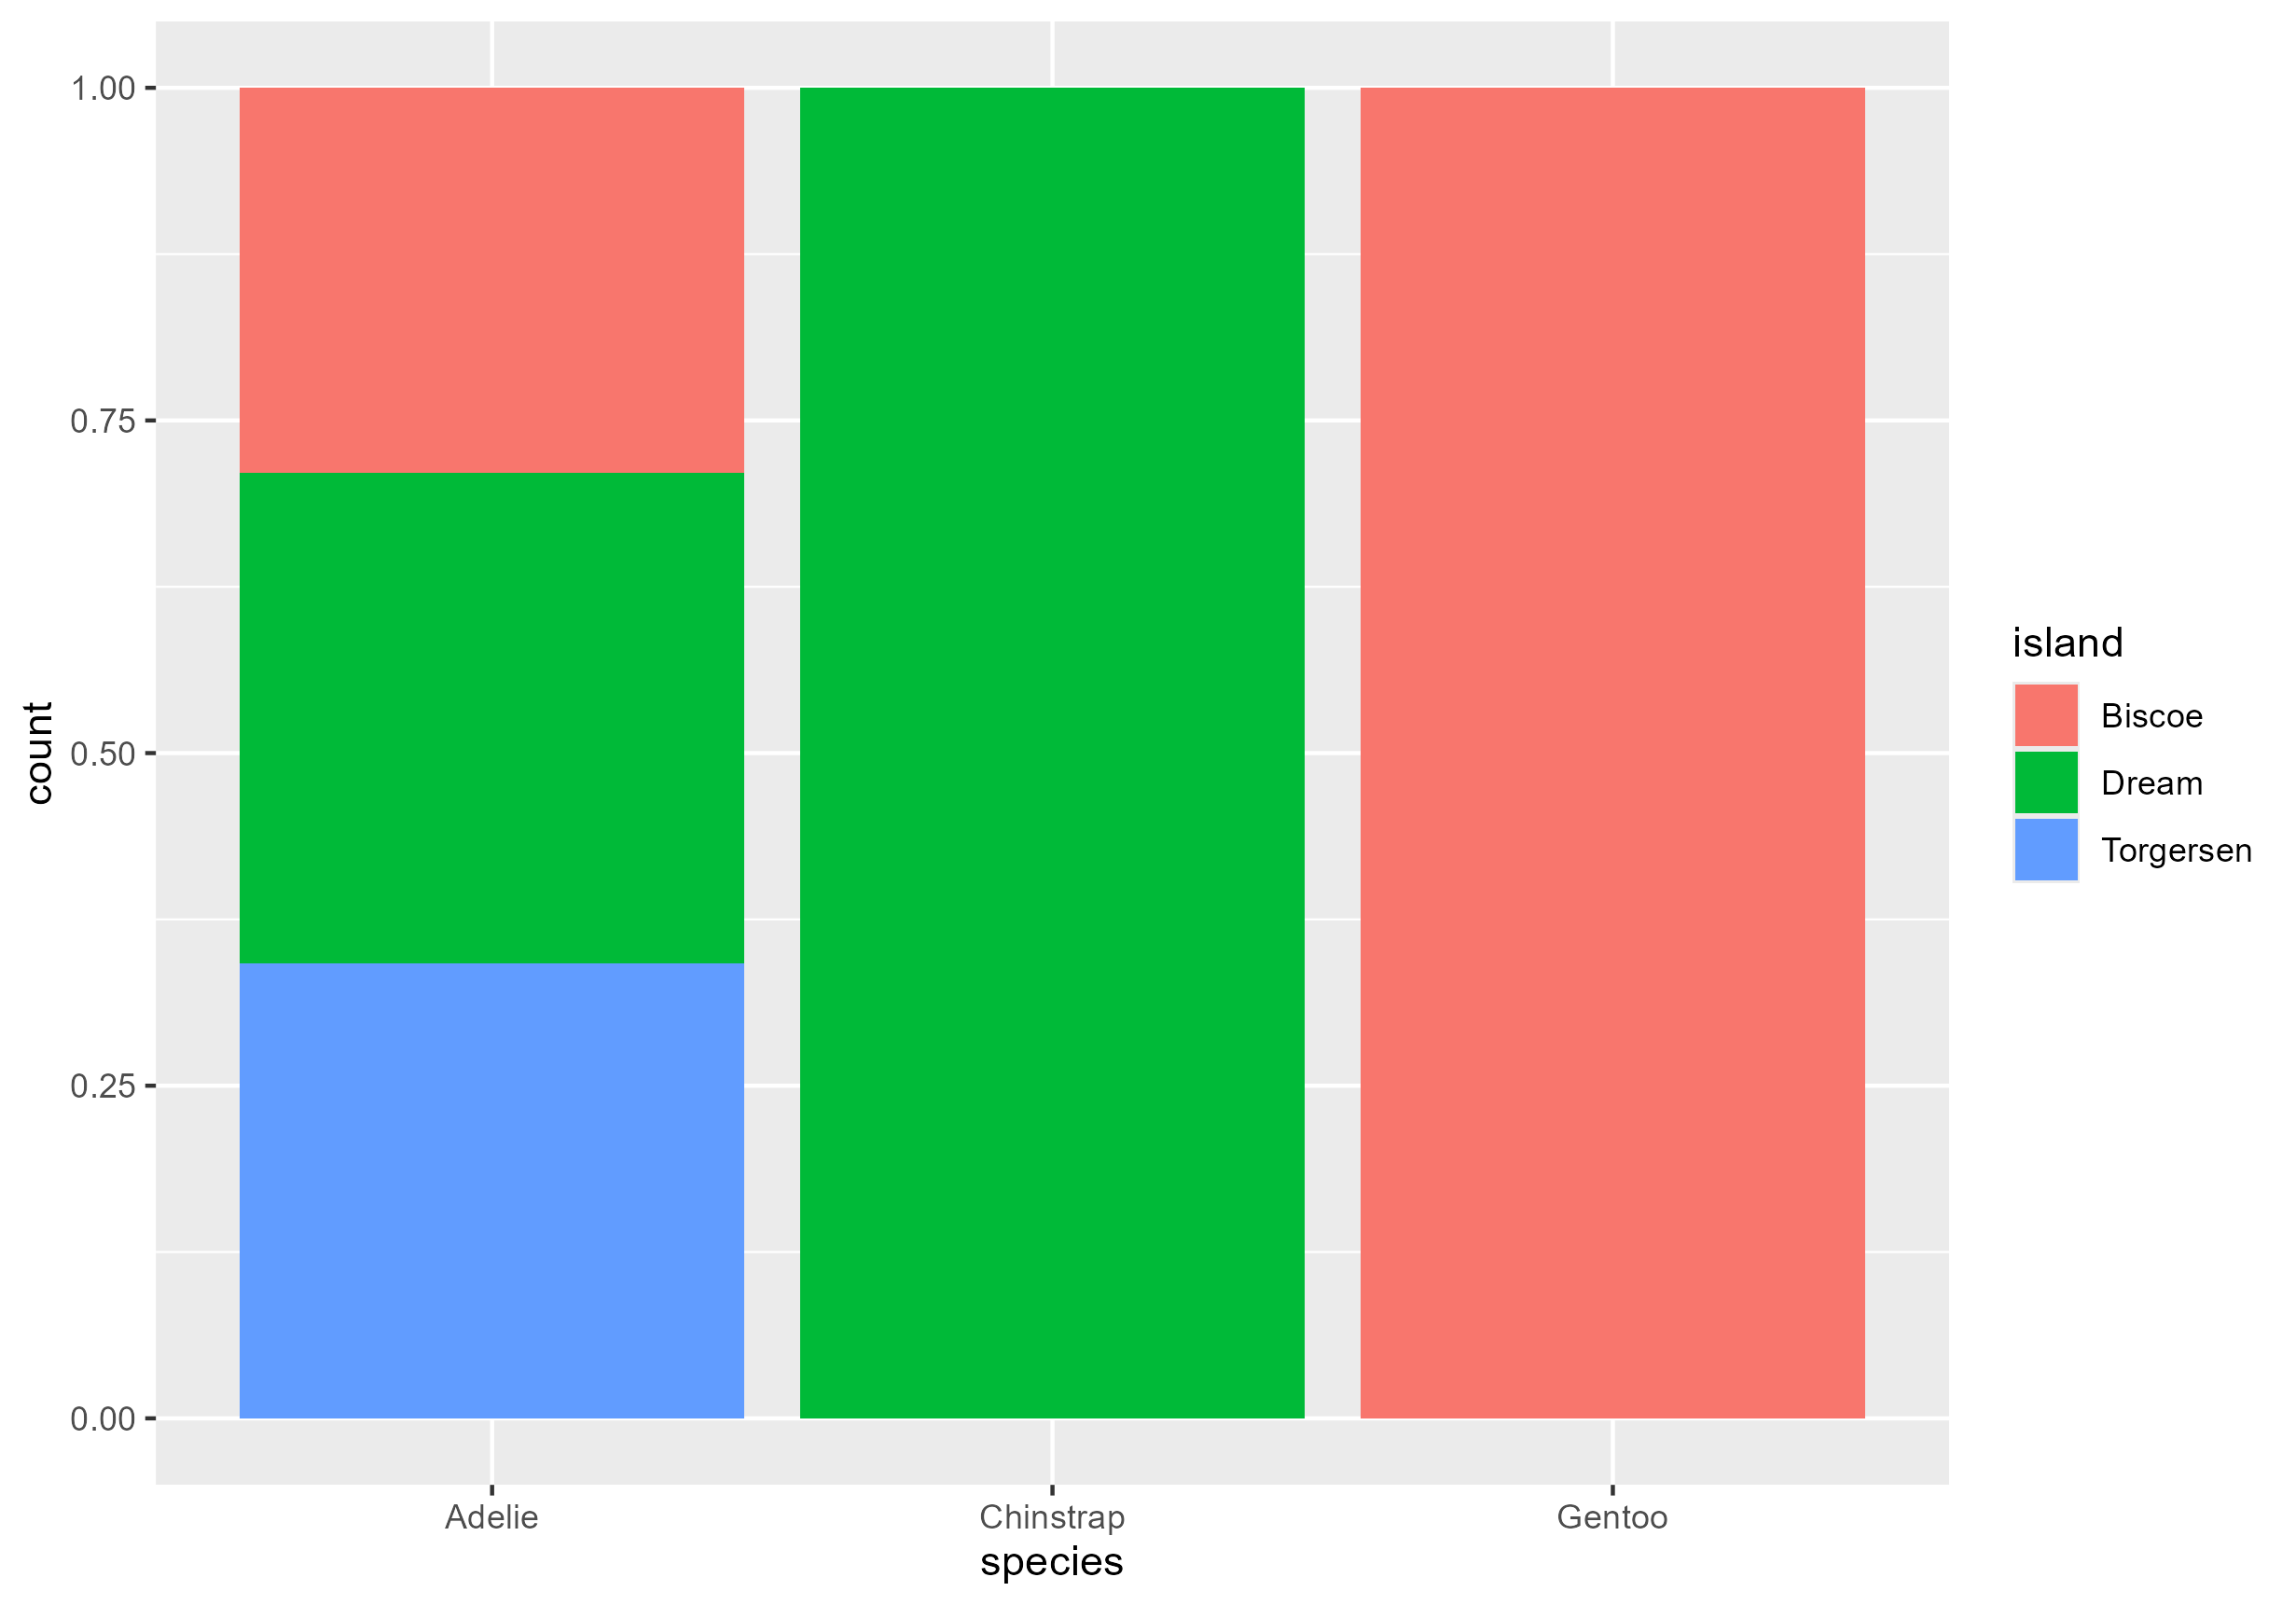 count
1.00
0.75
0.50
0.25
0.00
Adelie
Chinstrap
Gentoo
species
island
Biscoe
Dream
Torgersen